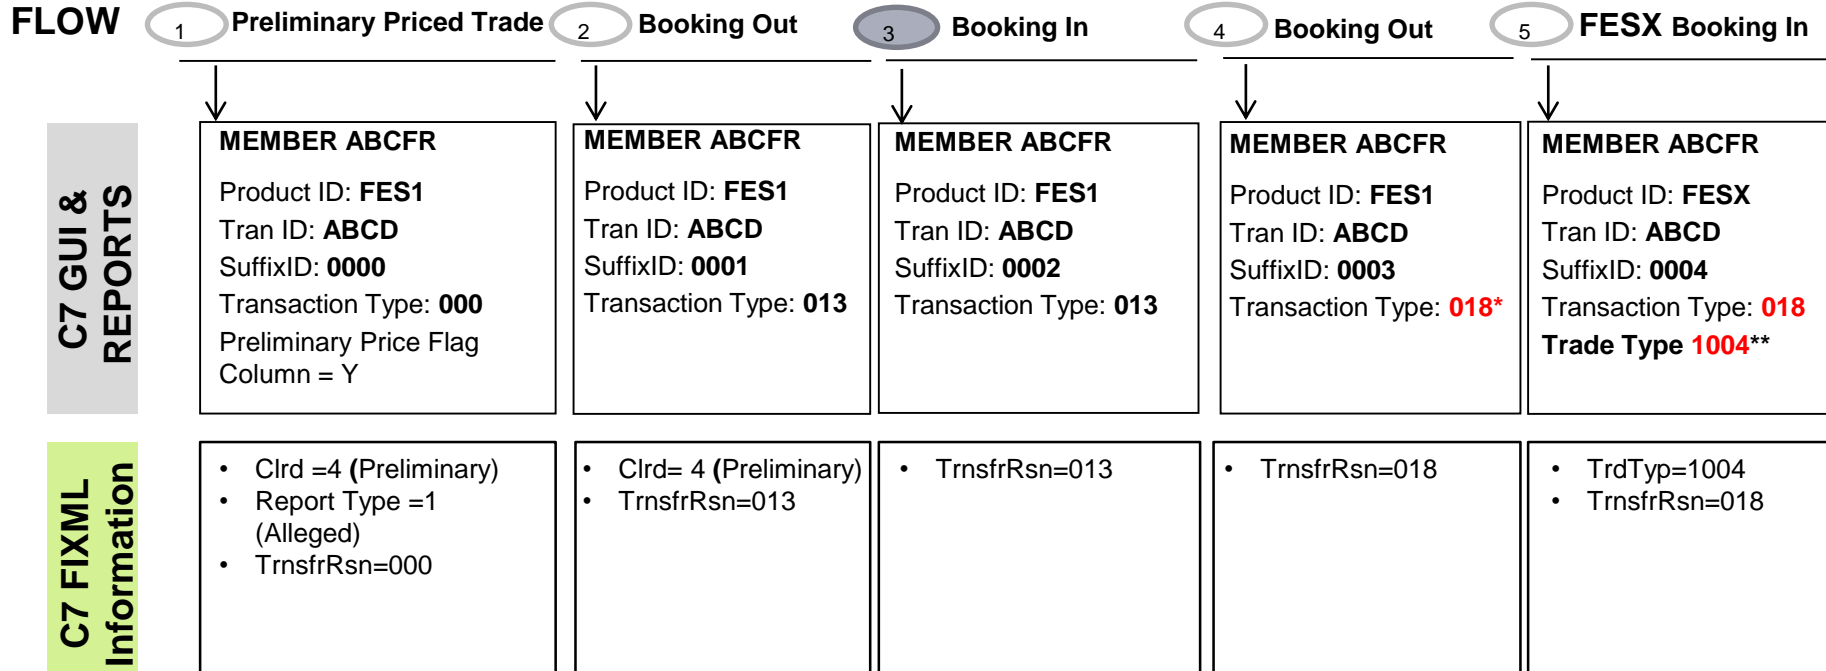 FLOW
1 Preliminary Priced Trade
2 Booking Out
3 Booking In
4 Booking Out
5 FESX Booking In
C7 GUI &
REPORTS
MEMBER ABCFR
Product ID: FES1
Tran ID: ABCD
SuffixID: 0000
Transaction Type: 000
Preliminary Price Flag
Column = Y
MEMBER ABCFR
Product ID: FES1
Tran ID: ABCD
SuffixID: 0001
Transaction Type: 013
MEMBER ABCFR
Product ID: FES1
Tran ID: ABCD
SuffixID: 0002
Transaction Type: 013
MEMBER ABCFR
Product ID: FES1
Tran ID: ABCD
SuffixID: 0003
Transaction Type: 018*
MEMBER ABCFR
Product ID: FESX
Tran ID: ABCD
SuffixID: 0004
Transaction Type: 018
Trade Type 1004**
C7 FIXML
Information
• Clrd =4 (Preliminary)
• Report Type =1
(Alleged)
• TrnsfrRsn=000
• Clrd= 4 (Preliminary)
• TrnsfrRsn=013
• TrnsfrRsn=013
• TrnsfrRsn=018
• TrdTyp=1004
• TrnsfrRsn=018